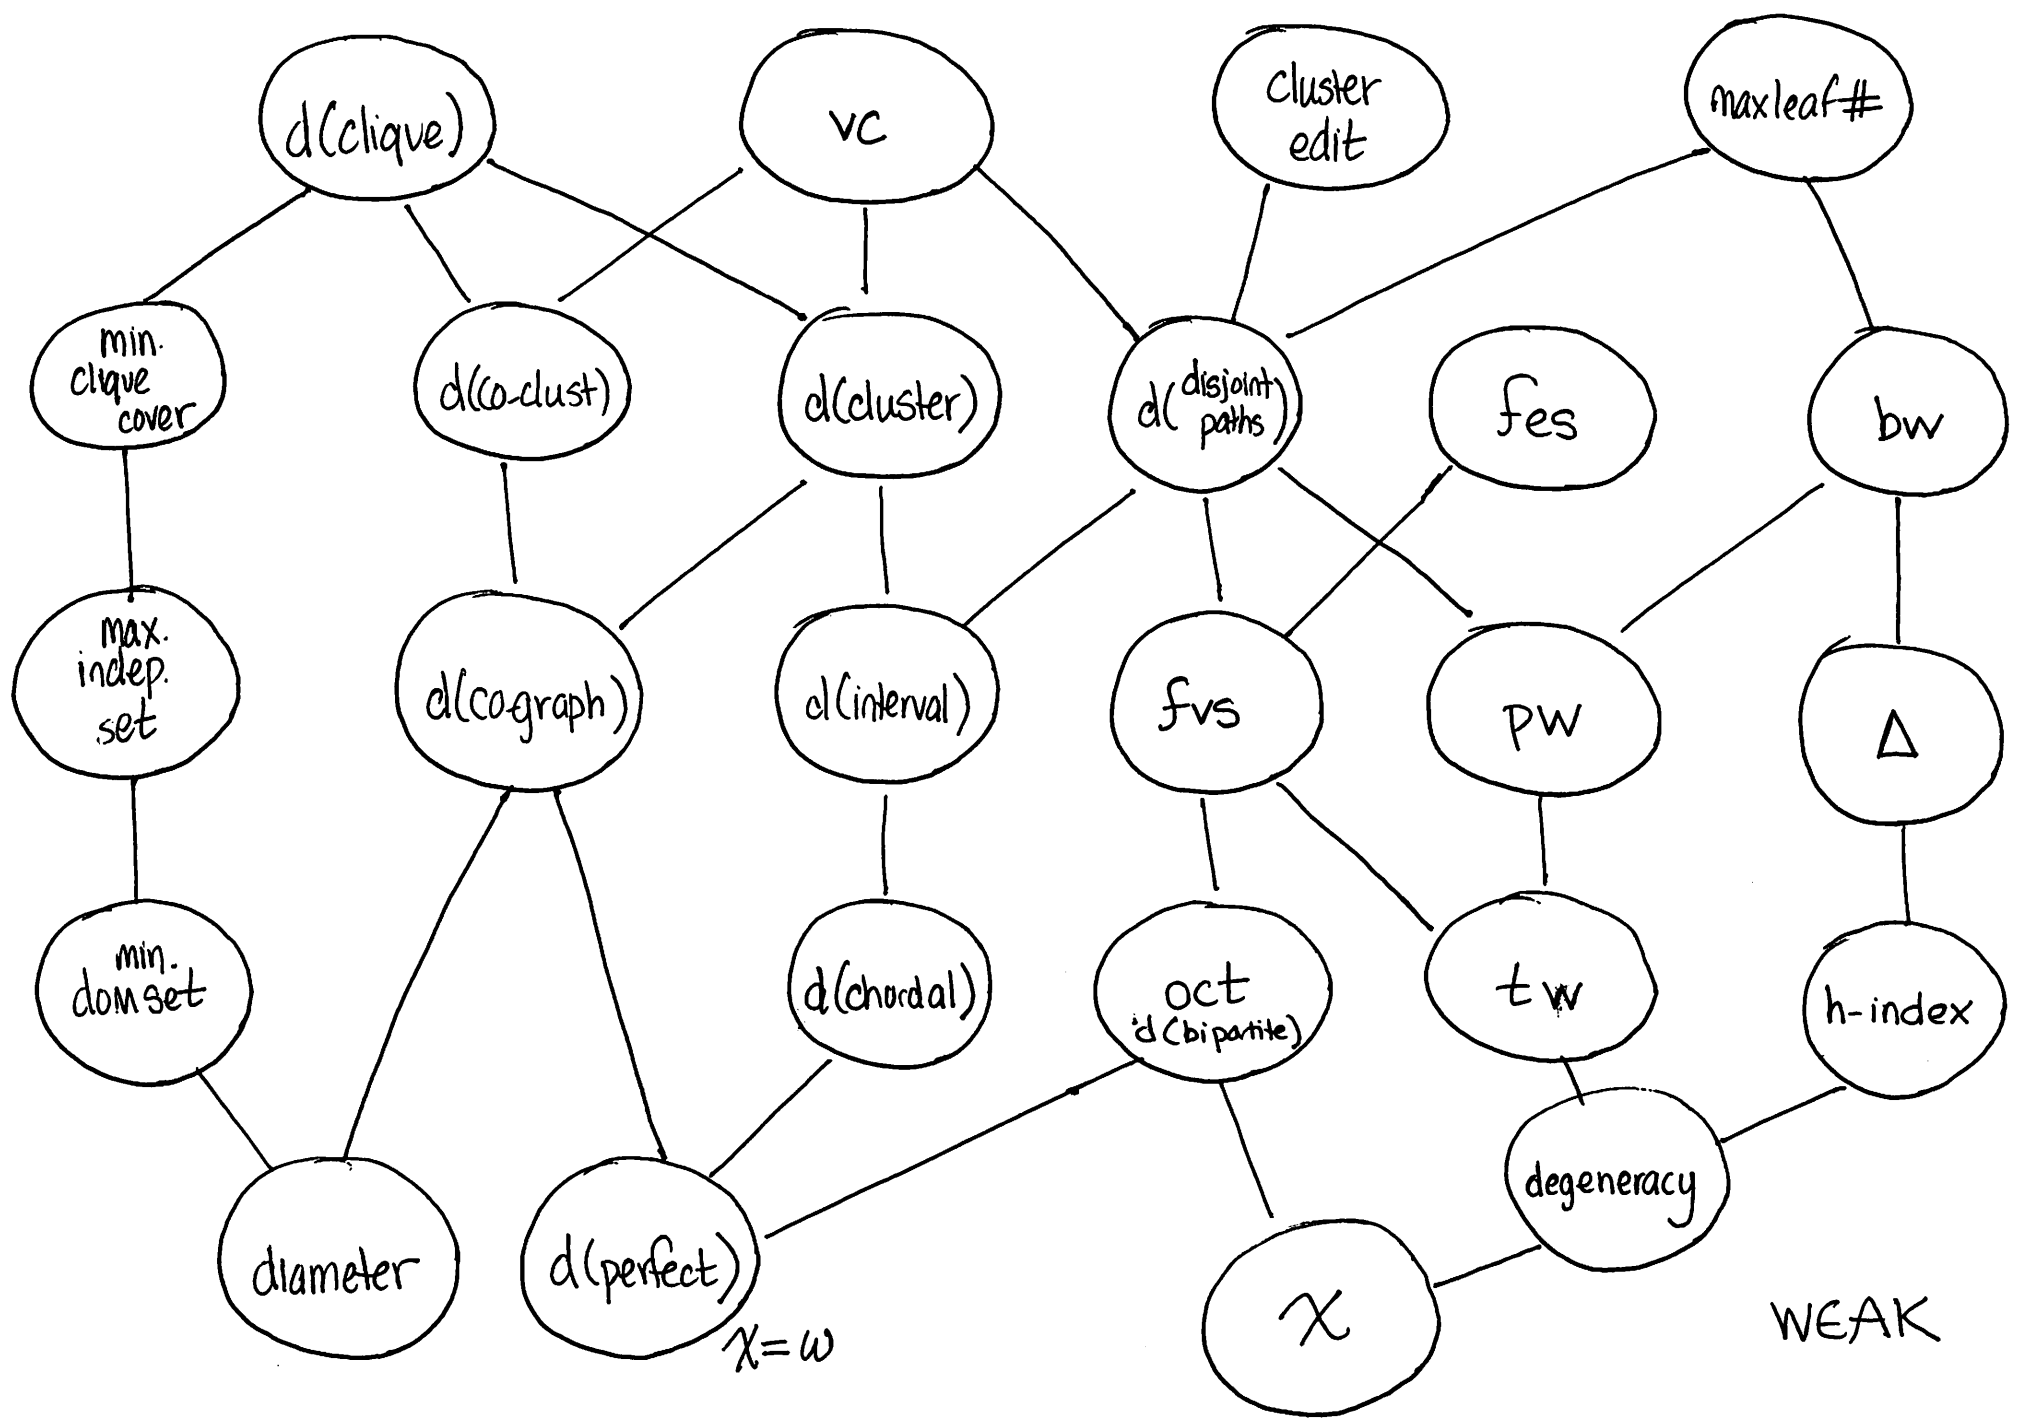 d(clique)
vc
cluster
edit
maxleaf#
min.
clique
cover
d(co-clust)
d(cluster)
d(disjoint
paths)
fes
bw
max.
indep.
set
d(cograph)
d(interval)
fvs
pw
Δ
min.
domset
d(chordal)
oct
d(bipartite)
tw
h-index
diameter
d(perfect)
χ=ω
χ
degeneracy
WEAK